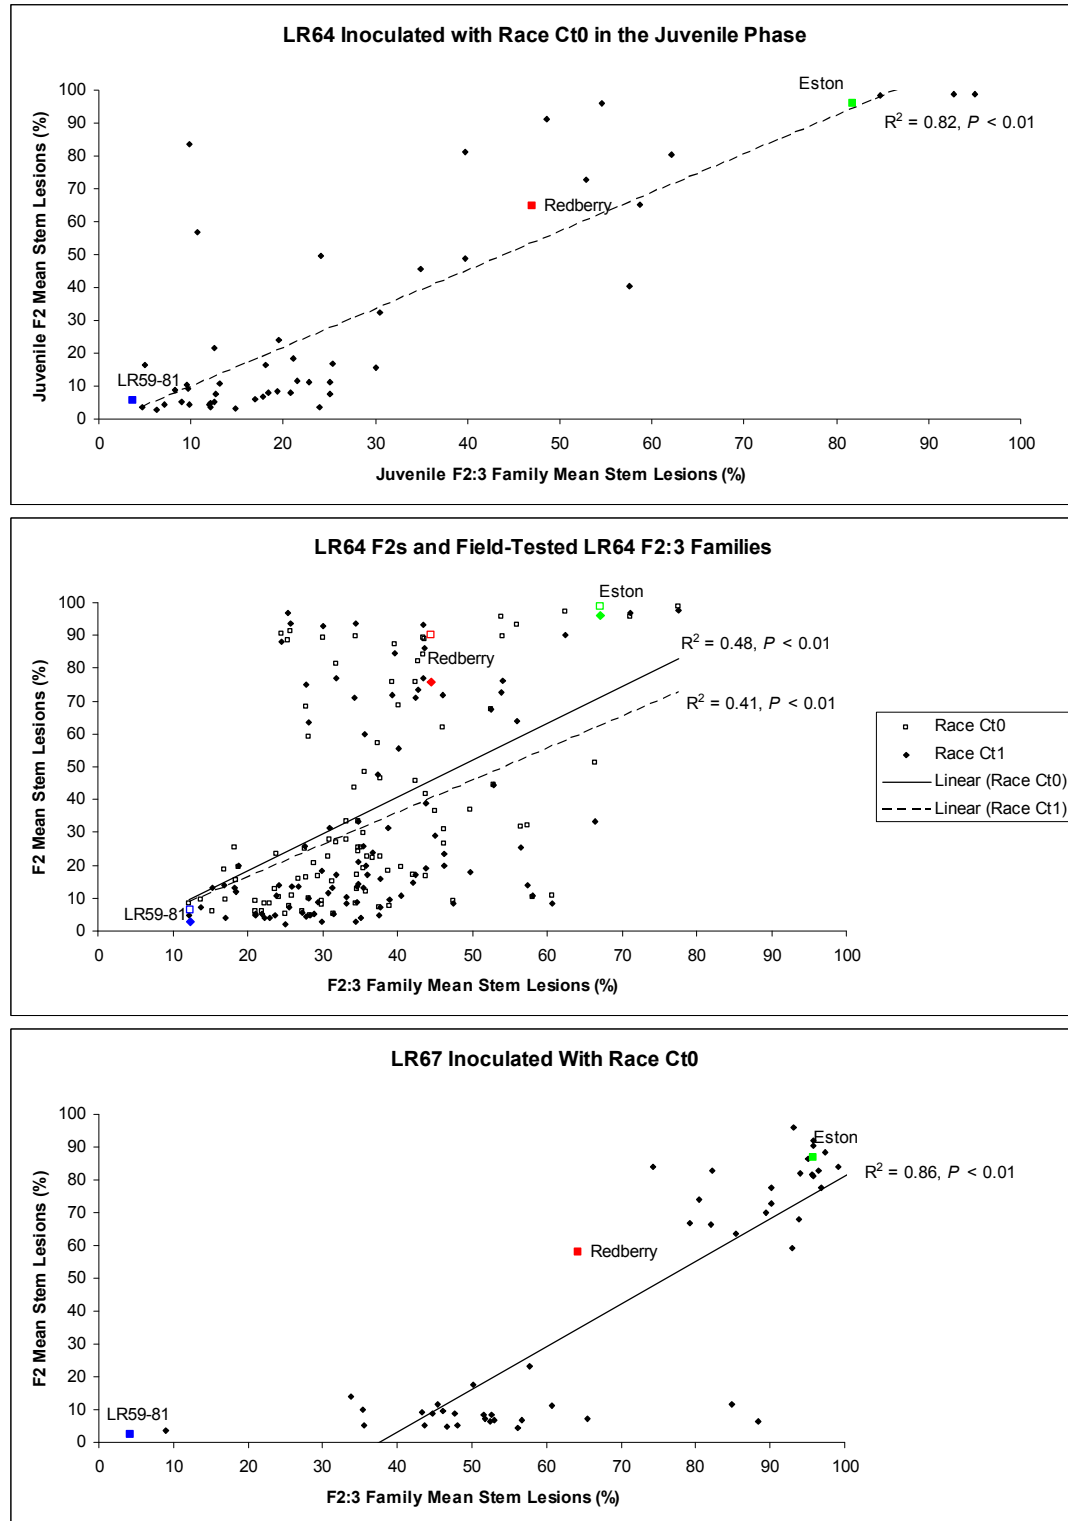 LR64 Inoculated with Race Ct0 in the Juvenile Phase
Juvenile F2 Mean Stem Lesions (%)
100
90
80
70
60
50
40
30
20
10
0
Eston
R² = 0.82, P < 0.01
Redberry
LR59-81
0 10 20 30 40 50 60 70 80 90 100
Juvenile F2:3 Family Mean Stem Lesions (%)
LR64 F2s and Field-Tested LR64 F2:3 Families
F2 Mean Stem Lesions (%)
100
90
80
70
60
50
40
30
20
10
0
Eston
Redberry
R² = 0.48, P < 0.01
R² = 0.41, P < 0.01
LR59-81
Race Ct0
Race Ct1
Linear (Race Ct0)
Linear (Race Ct1)
0 10 20 30 40 50 60 70 80 90 100
F2:3 Family Mean Stem Lesions (%)
LR67 Inoculated With Race Ct0
F2 Mean Stem Lesions (%)
100
90
80
70
60
50
40
30
20
10
0
Eston
R² = 0.86, P < 0.01
Redberry
LR59-81
0 10 20 30 40 50 60 70 80 90 100
F2:3 Family Mean Stem Lesions (%)